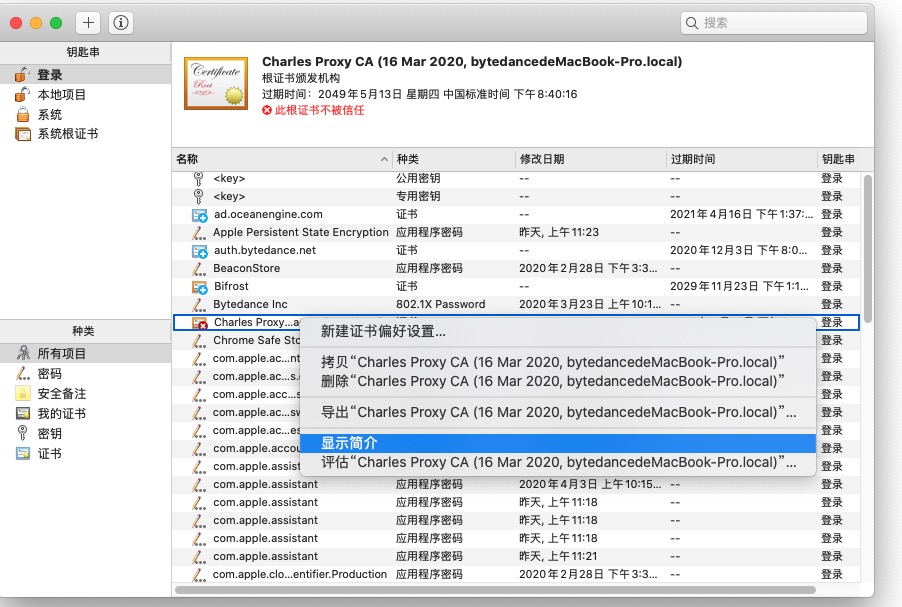 搜索
钥匙串
登录
本地项目
系统
系统根证书
Certificate
Root
Charles Proxy CA (16 Mar 2020, bytedancedeMacBook-Pro.local)
根证书颁发机构
过期时间：2049年5月13日 星期四 中国标准时间 下午8:40:16
此根证书不被信任
名称 种类 修改日期 过期时间 钥匙串
<key> 公用密钥 -- -- 登录
<key> 专用密钥 -- -- 登录
ad.oceanengine.com 证书 -- 2021年4月16日 下午1:37:... 登录
Apple Persistent State Encryption 应用程序密码 昨天, 上午11:23 -- 登录
auth.bytedance.net 证书 -- 2020年12月3日 下午8:0... 登录
BeaconStore 应用程序密码 2020年2月28日 下午3:3... -- 登录
Bifrost 证书 -- 2029年11月23日 下午1:1... 登录
Bytedance Inc 802.1X Password 2020年3月23日 上午10:1... -- 登录
Charles Proxy...a 登录
Chrome Safe Sto 登录
com.apple.ac...nt 登录
com.apple.ac...s. 登录
com.apple.acc...s 登录
com.apple.ac...sw 登录
com.apple.ac...es 登录
com.apple.accou 登录
com.apple.assist 登录
com.apple.assistant 应用程序密码 2020年4月3日 上午10:15... -- 登录
com.apple.assistant 应用程序密码 昨天, 上午11:18 -- 登录
com.apple.assistant 应用程序密码 昨天, 上午11:18 -- 登录
com.apple.assistant 应用程序密码 昨天, 上午11:18 -- 登录
com.apple.assistant 应用程序密码 昨天, 上午11:21 -- 登录
com.apple.clo...entifier.Production 应用程序密码 2020年2月28日 下午3:3... -- 登录
新建证书偏好设置...
拷贝“Charles Proxy CA (16 Mar 2020, bytedancedeMacBook-Pro.local)”
删除“Charles Proxy CA (16 Mar 2020, bytedancedeMacBook-Pro.local)”
导出“Charles Proxy CA (16 Mar 2020, bytedancedeMacBook-Pro.local)”...
显示简介
评估“Charles Proxy CA (16 Mar 2020, bytedancedeMacBook-Pro.local)”...
种类
所有项目
密码
安全备注
我的证书
密钥
证书